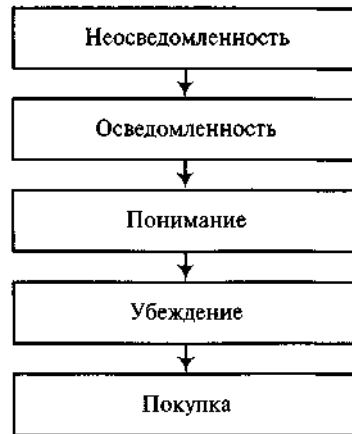 Неосведомленность
Осведомленность
Понимание
Убеждение
Покупка